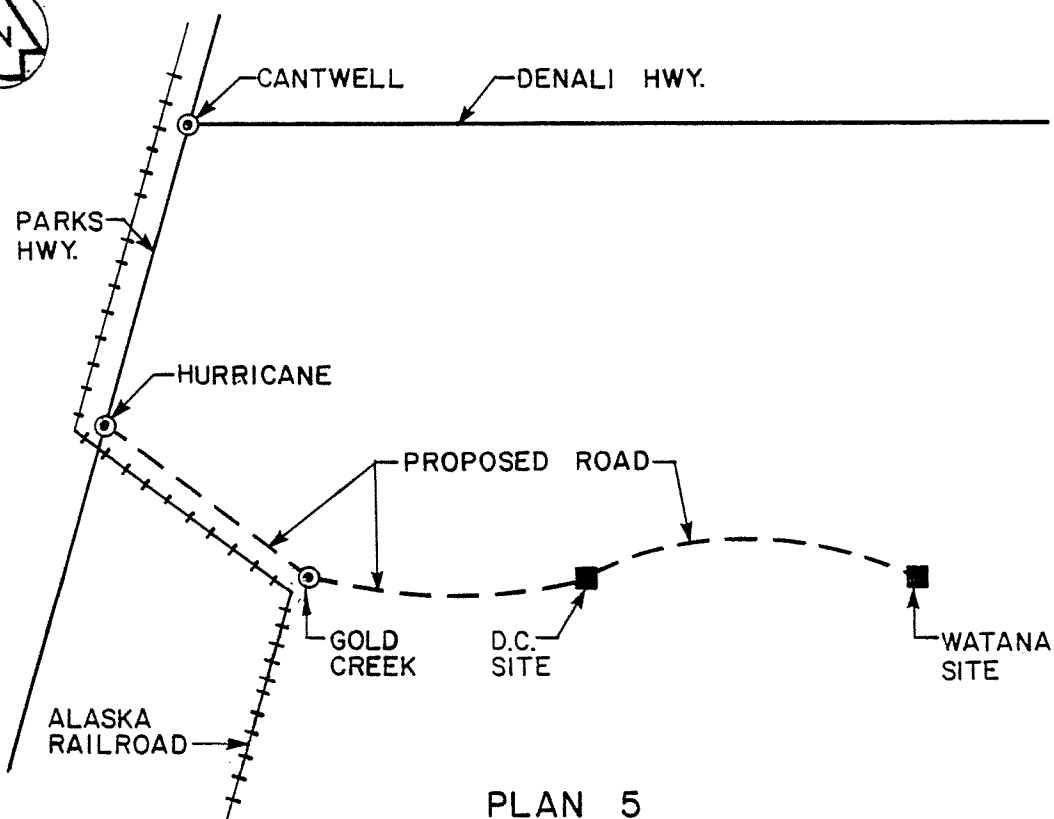 N
CANTWELL
DENALI HWY.
PARKS
HWY.
HURRICANE
PROPOSED ROAD
GOLD
CREEK
D.C.
SITE
WATANA
SITE
ALASKA
RAILROAD
PLAN 5